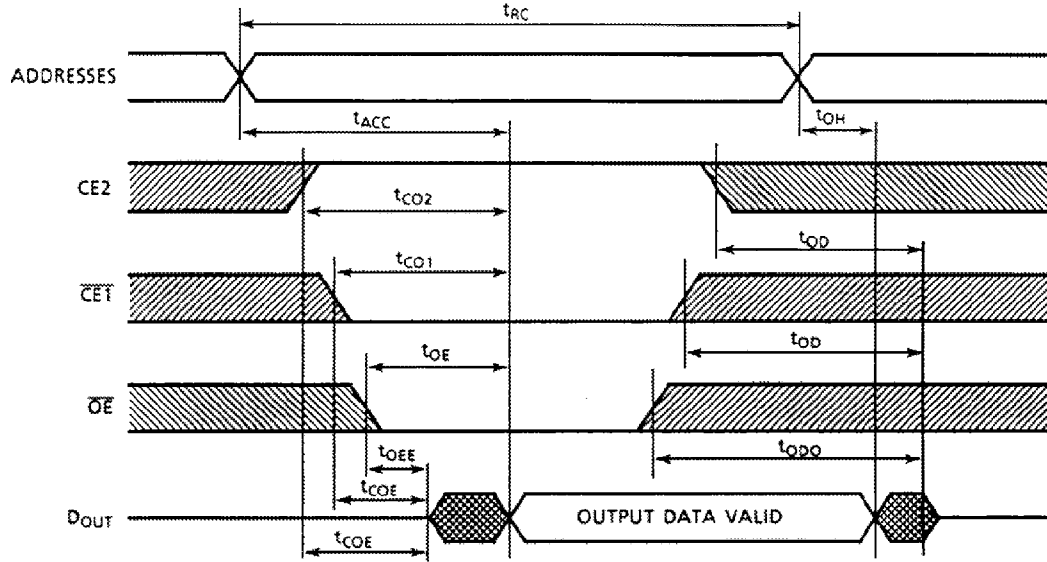 tRC
ADDRESSES
tACC
tOH
CE2
tCO2
tOD
CE1
tCO1
tOD
OE
tOE
tOEE
tODO
tCOE
DOUT
OUTPUT DATA VALID
tCOE